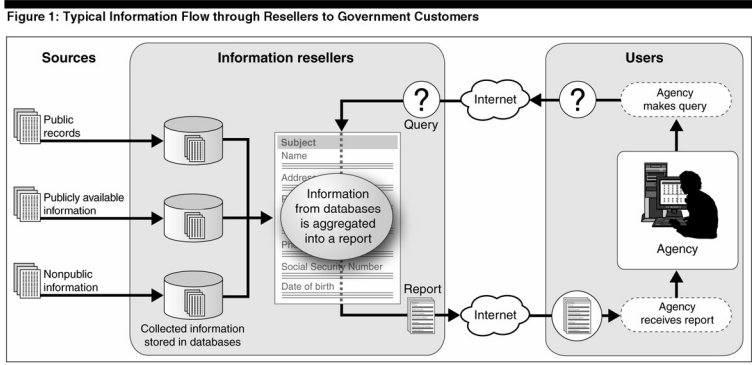 Figure 1: Typical Information Flow through Resellers to Government Customers
Sources
Information resellers
Users
Public
records
Publicly available
information
Nonpublic
information
Collected information
stored in databases
Subject
Name
Information
from databases
is aggregated
into a report
Social Security Number
Date of birth
?
Query
Internet
?
Agency
makes query
Agency
Report
Internet
Agency
receives report